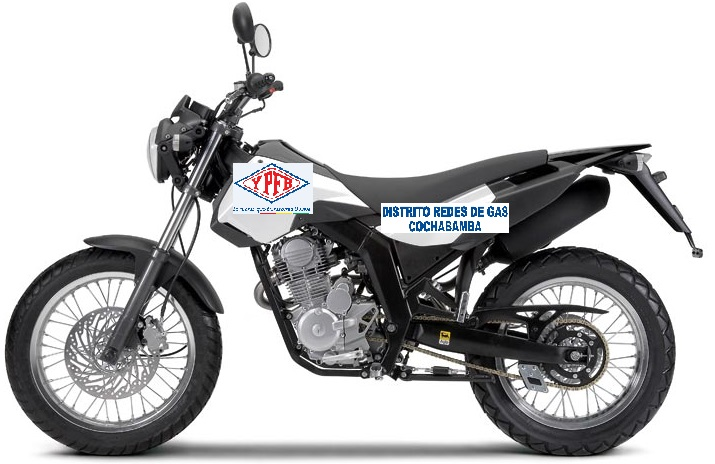 YPFB
DISTRITO REDES DE GAS
COCHABAMBA